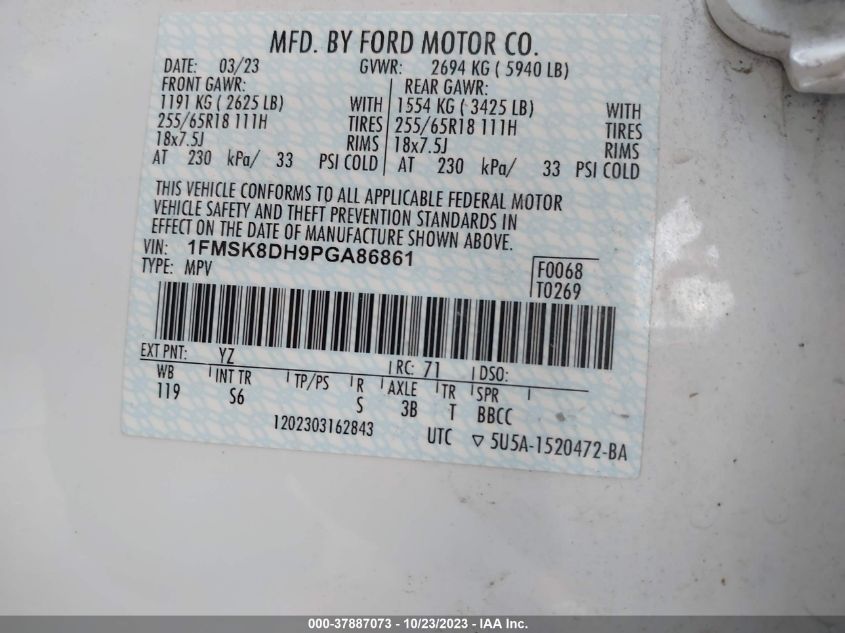 MFD. BY FORD MOTOR CO.
DATE: 03/23 GVWR: 2694 KG ( 5940 LB)
FRONT GAWR: REAR GAWR:
1191 KG ( 2625 LB) WITH 1554 KG ( 3425 LB) WITH
255/65R18 111H TIRES 255/65R18 111H TIRES
18x7.5J RIMS 18x7.5J RIMS
AT 230 kPa/ 33 PSI COLD AT 230 kPa/ 33 PSI COLD
THIS VEHICLE CONFORMS TO ALL APPLICABLE FEDERAL MOTOR
VEHICLE SAFETY AND THEFT PREVENTION STANDARDS IN
EFFECT ON THE DATE OF MANUFACTURE SHOWN ABOVE.
VIN: 1FMSK8DH9PGA86861
TYPE: MPV
F0068
T0269
EXT PNT: YZ RC: 71 DSO:
WB INT TR TP/PS R AXLE TR SPR
119 S6 S 3B T BBCC
1202303162843 UTC ▽ 5U5A-1520472-BA
000-37887073 - 10/23/2023 - IAA Inc.